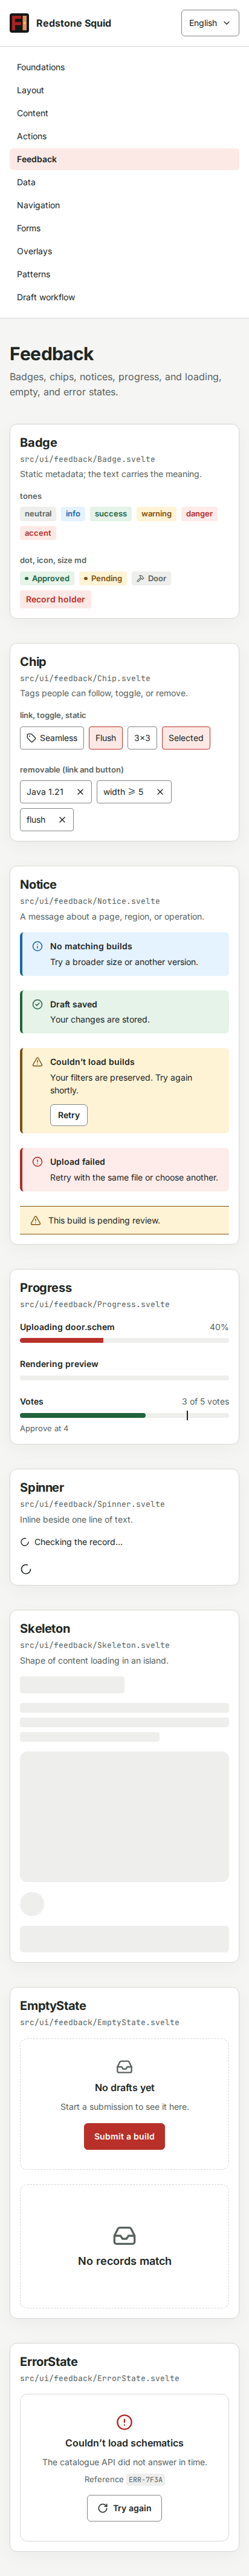 Redstone Squid
English
Foundations
Layout
Content
Actions
Feedback
Data
Navigation
Forms
Overlays
Patterns
Draft workflow
Feedback
Badges, chips, notices, progress, and loading,
empty, and error states.
Badge
src/ui/feedback/Badge.svelte
Static metadata; the text carries the meaning.
tones
neutral info success warning danger
accent
dot, icon, size md
Approved Pending Door
Record holder
Chip
src/ui/feedback/Chip.svelte
Tags people can follow, toggle, or remove.
link, toggle, static
Seamless Flush 3×3 Selected
removable (link and button)
Java 1.21 width ⩾ 5
flush
Notice
src/ui/feedback/Notice.svelte
A message about a page, region, or operation.
No matching builds
Try a broader size or another version.
Draft saved
Your changes are stored.
Couldn’t load builds
Your filters are preserved. Try again
shortly.
Retry
Upload failed
Retry with the same file or choose another.
This build is pending review.
Progress
src/ui/feedback/Progress.svelte
Uploading door.schem 40%
Rendering preview
Votes 3 of 5 votes
Approve at 4
Spinner
src/ui/feedback/Spinner.svelte
Inline beside one line of text.
Checking the record…
Skeleton
src/ui/feedback/Skeleton.svelte
Shape of content loading in an island.
EmptyState
src/ui/feedback/EmptyState.svelte
No drafts yet
Start a submission to see it here.
Submit a build
No records match
ErrorState
src/ui/feedback/ErrorState.svelte
Couldn’t load schematics
The catalogue API did not answer in time.
Reference ERR-7F3A
Try again